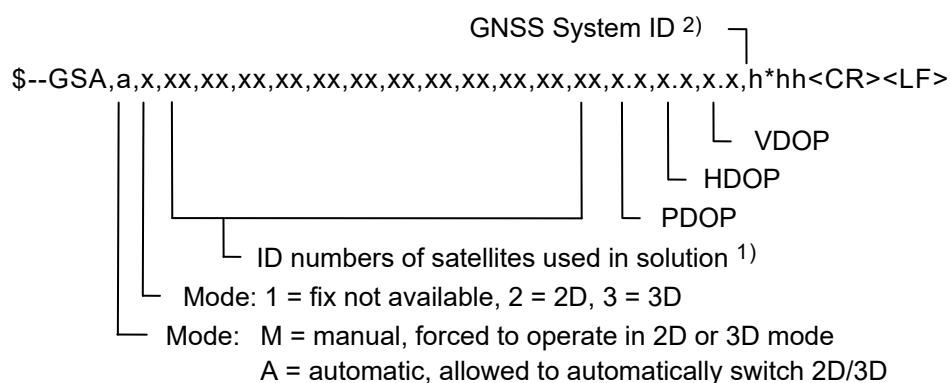 GNSS System ID 2)
$--GSA,a,x,xx,xx,xx,xx,xx,xx,xx,xx,xx,xx,xx,xx,x.x,x.x,x.x,h*hh<CR><LF>
VDOP
HDOP
PDOP
ID numbers of satellites used in solution 1)
Mode: 1 = fix not available, 2 = 2D, 3 = 3D
Mode: M = manual, forced to operate in 2D or 3D mode
A = automatic, allowed to automatically switch 2D/3D